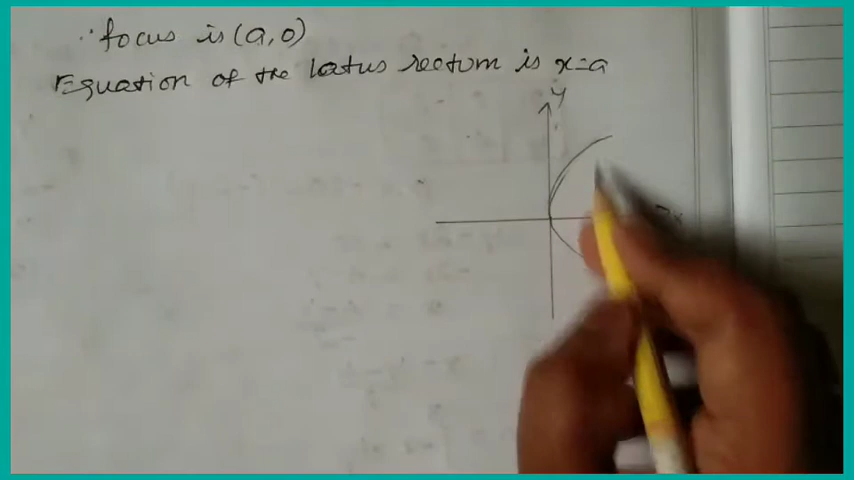 ∴ focus is (a, 0)
Equation of the latus rectum is x=a
y
x